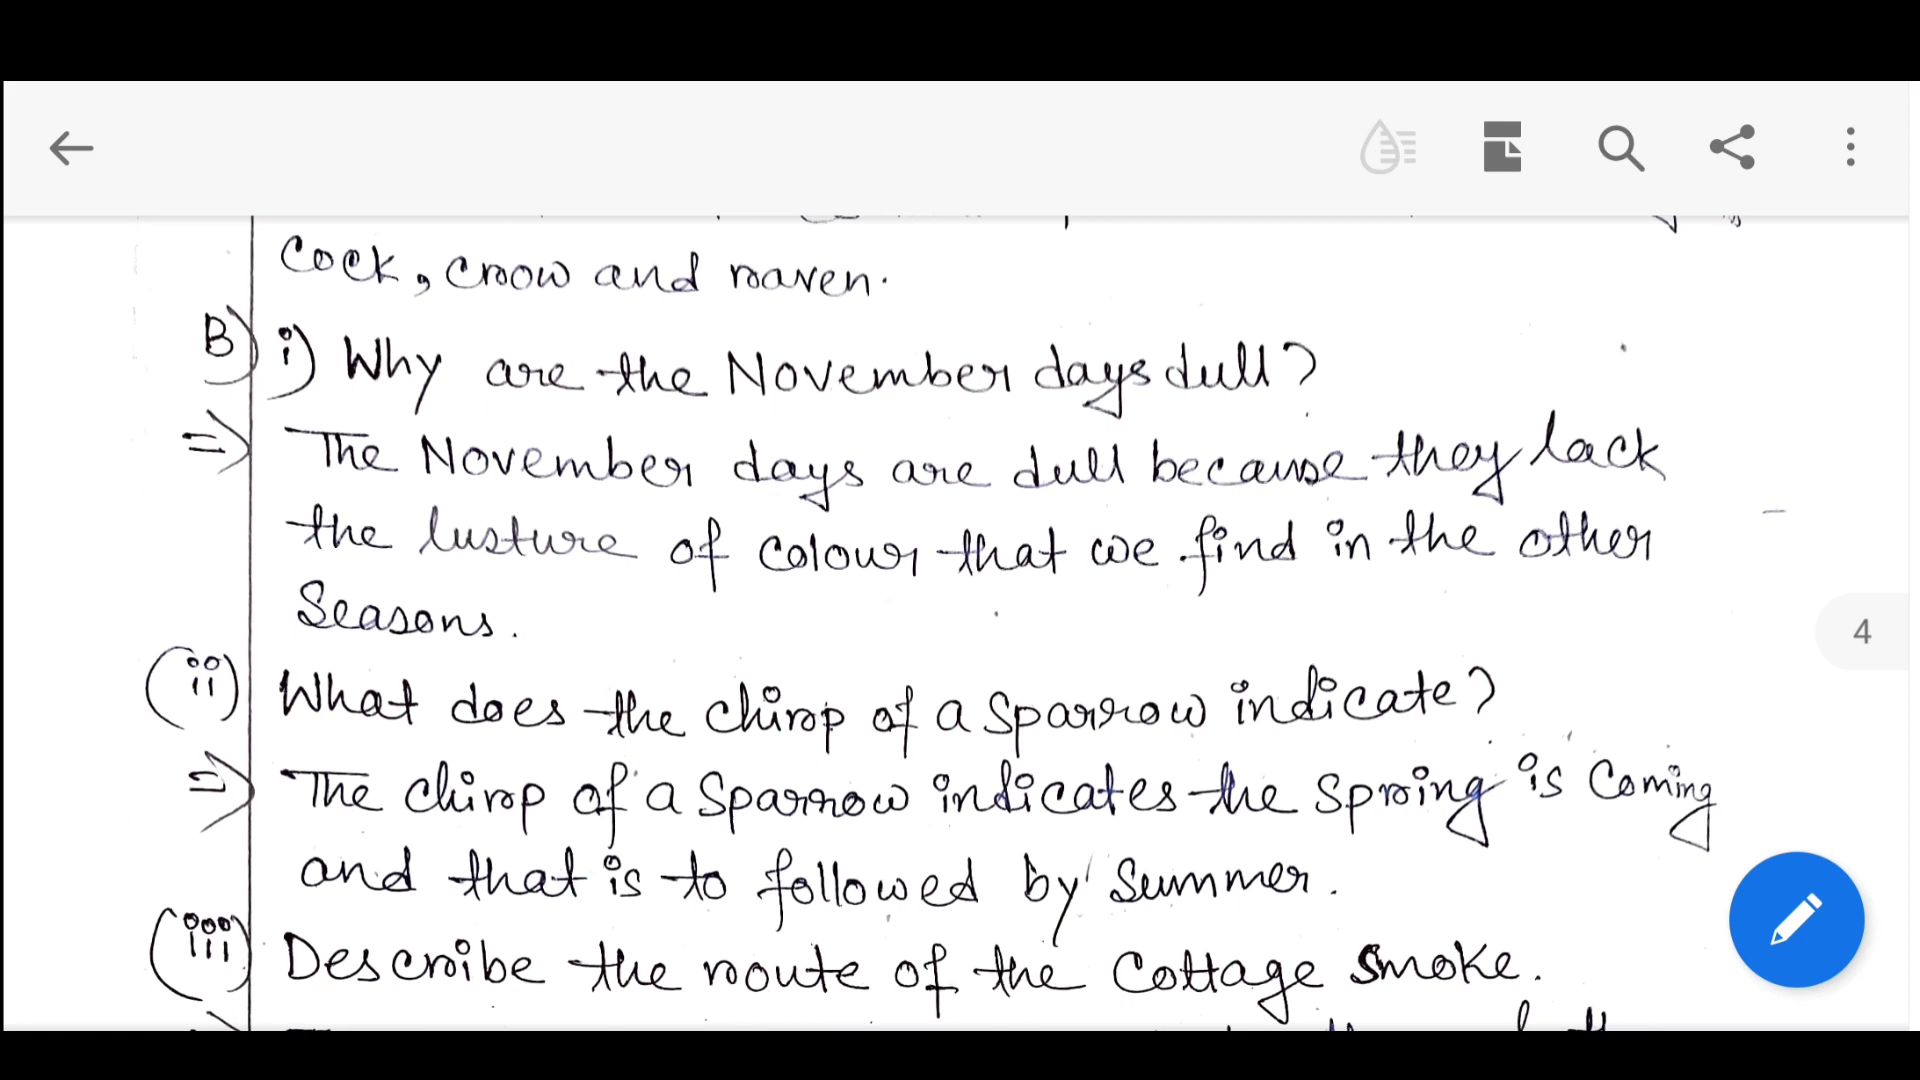 Cock, crow and raven.
B) i) Why are the November days dull?
=> The November days are dull because they lack
the lusture of colour that we find in the other
Seasons.
(ii) What does the chirp of a sparrow indicate?
=> The chirp of a sparrow indicates the spring is coming
and that is to followed by summer.
4
(iii) Describe the route of the cottage smoke.